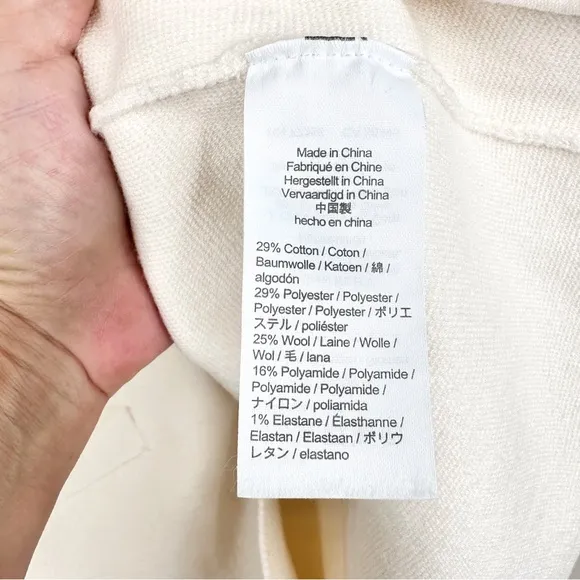 Made in China
Fabriqué en Chine
Hergestellt in China
Vervaardigd in China
中国製
hecho en china
29% Cotton / Coton /
Baumwolle / Katoen / 綿 /
algodón
29% Polyester / Polyester /
Polyester / Polyester / ポリエ
ステル / poliéster
25% Wool / Laine / Wolle /
Wol / 毛 / lana
16% Polyamide / Polyamide /
Polyamide / Polyamide /
ナイロン / poliamida
1% Elastane / Élasthanne /
Elastan / Elastaan / ポリウ
レタン / elastano